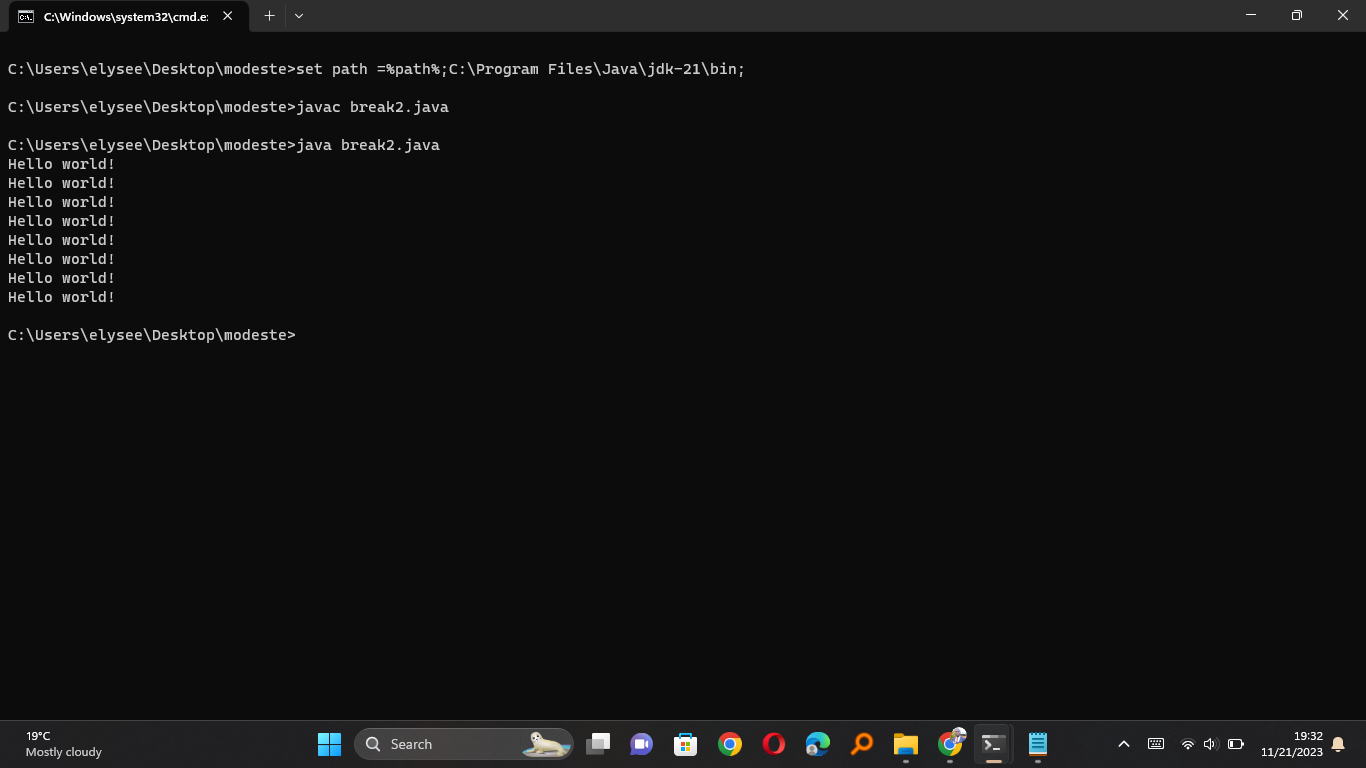 C:\Windows\system32\cmd.e:
C:\Users\elysee\Desktop\modeste>set path =%path%;C:\Program Files\Java\jdk-21\bin;
C:\Users\elysee\Desktop\modeste>javac break2.java
C:\Users\elysee\Desktop\modeste>java break2.java
Hello world!
Hello world!
Hello world!
Hello world!
Hello world!
Hello world!
Hello world!
Hello world!
C:\Users\elysee\Desktop\modeste>
19°C
Mostly cloudy
Search
19:32
11/21/2023